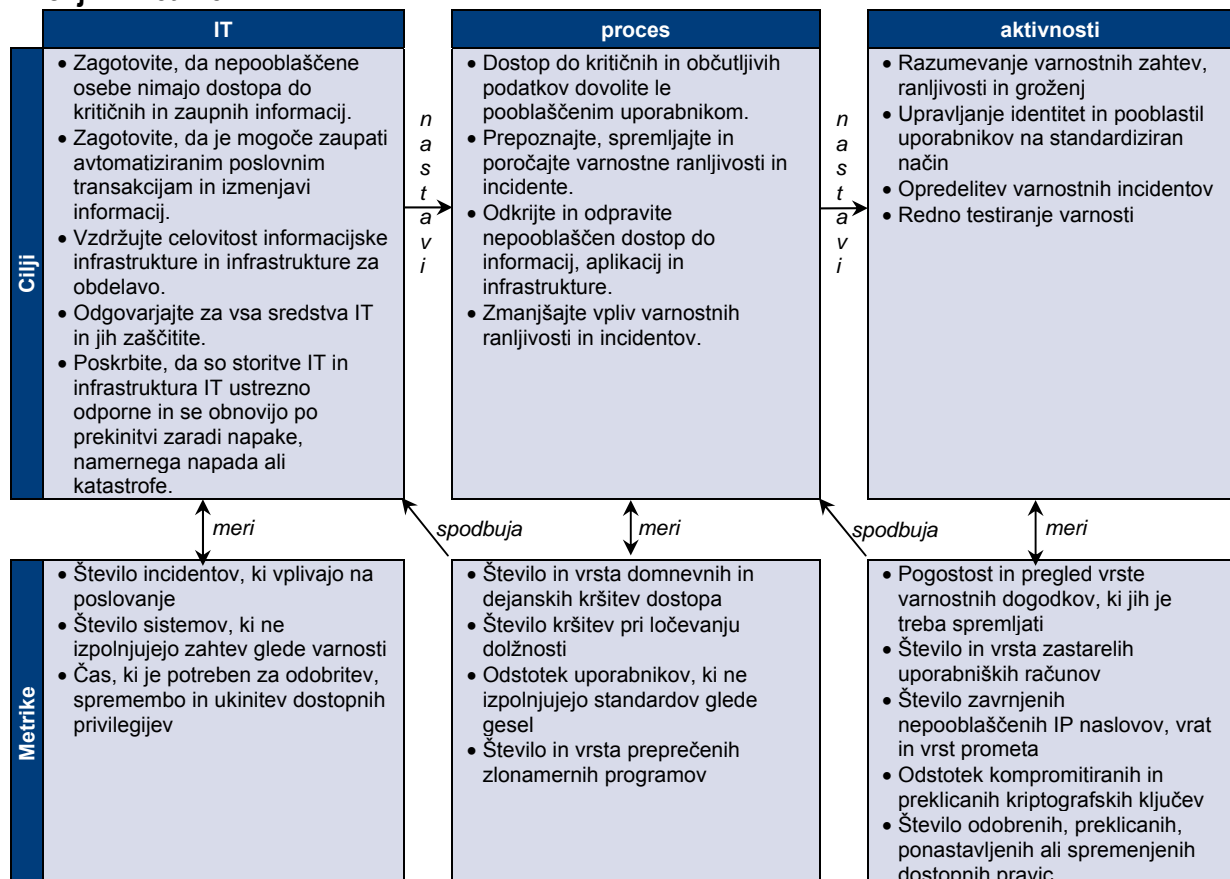 IT
proces
aktivnosti
Cilji
• Zagotovite, da nepooblaščene
osebe nimajo dostopa do
kritičnih in zaupnih informacij.
• Zagotovite, da je mogoče zaupati
avtomatiziranim poslovnim
transakcijam in izmenjavi
informacij.
• Vzdržujte celovitost informacijske
infrastrukture in infrastrukture za
obdelavo.
• Odgovarjajte za vsa sredstva IT
in jih zaščitite.
• Poskrbite, da so storitve IT in
infrastruktura IT ustrezno
odporne in se obnovijo po
prekinitvi zaradi napake,
namernega napada ali
katastrofe.
nastavi
• Dostop do kritičnih in občutljivih
podatkov dovolite le
pooblaščenim uporabnikom.
• Prepoznajte, spremljajte in
poročajte varnostne ranljivosti in
incidente.
• Odkrijte in odpravite
nepooblaščen dostop do
informacij, aplikacij in
infrastrukture.
• Zmanjšajte vpliv varnostnih
ranljivosti in incidentov.
nastavi
• Razumevanje varnostnih zahtev,
ranljivosti in groženj
• Upravljanje identitet in pooblastil
uporabnikov na standardiziran
način
• Opredelitev varnostnih incidentov
• Redno testiranje varnosti
meri
spodbuja
meri
spodbuja
meri
Metrike
• Število incidentov, ki vplivajo na
poslovanje
• Število sistemov, ki ne
izpolnjujejo zahtev glede varnosti
• Čas, ki je potreben za odobritev,
spremembo in ukinitev dostopnih
privilegijev
• Število in vrsta domnevnih in
dejanskih kršitev dostopa
• Število kršitev pri ločevanju
dolžnosti
• Odstotek uporabnikov, ki ne
izpolnjujejo standardov glede
gesel
• Število in vrsta preprečenih
zlonamernih programov
• Pogostost in pregled vrste
varnostnih dogodkov, ki jih je
treba spremljati
• Število in vrsta zastarelih
uporabniških računov
• Število zavrnjenih
nepooblaščenih IP naslovov, vrat
in vrst prometa
• Odstotek kompromitiranih in
preklicanih kriptografskih ključev
• Število odobrenih, preklicanih,
ponastavljenih ali spremenjenih
dostopnih pravic